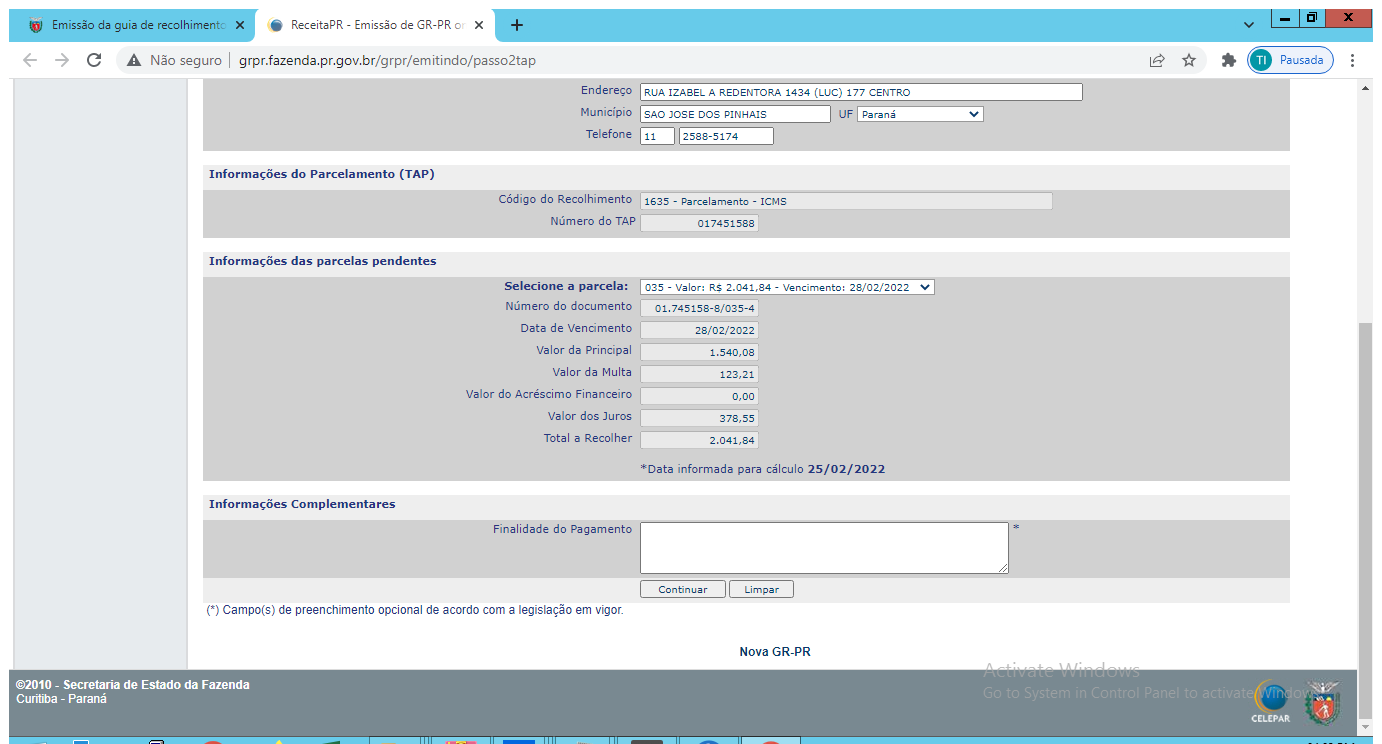 Emissão da guia de recolhimento
ReceitaPR - Emissão de GR-PR or
Não seguro grpr.fazenda.pr.gov.br/grpr/emitindo/passo2tap
TI Pausada
Endereço RUA IZABEL A REDENTORA 1434 (LUC) 177 CENTRO
Município SAO JOSE DOS PINHAIS UF Paraná
Telefone 11 2588-5174
Informações do Parcelamento (TAP)
Código do Recolhimento 1635 - Parcelamento - ICMS
Número do TAP 017451588
Informações das parcelas pendentes
Selecione a parcela: 035 - Valor: R$ 2.041,84 - Vencimento: 28/02/2022
Número do documento 01.745158-8/035-4
Data de Vencimento 28/02/2022
Valor da Principal 1.540,08
Valor da Multa 123,21
Valor do Acréscimo Financeiro 0,00
Valor dos Juros 378,55
Total a Recolher 2.041,84
*Data informada para cálculo 25/02/2022
Informações Complementares
Finalidade do Pagamento *
Continuar Limpar
(*) Campo(s) de preenchimento opcional de acordo com a legislação em vigor.
Nova GR-PR
©2010 - Secretaria de Estado da Fazenda
Curitiba - Paraná
Activate Windows
Go to System in Control Panel to activate Windows
CELEPAR